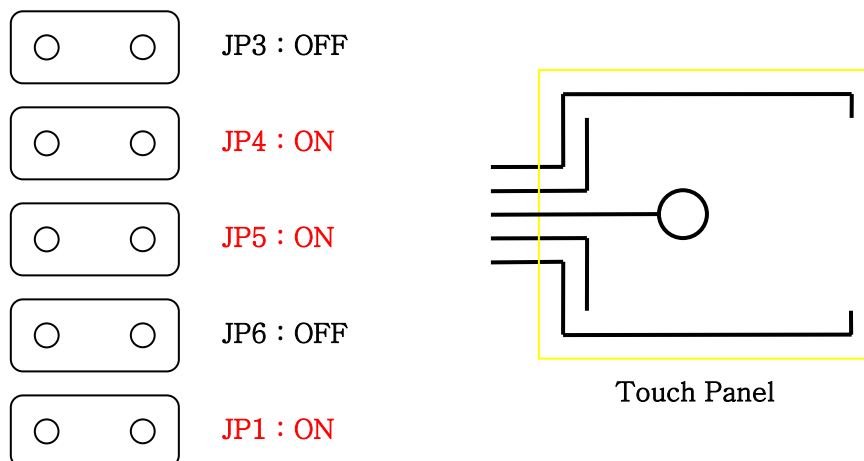 JP3 : OFF
JP4 : ON
JP5 : ON
JP6 : OFF
JP1 : ON
Touch Panel